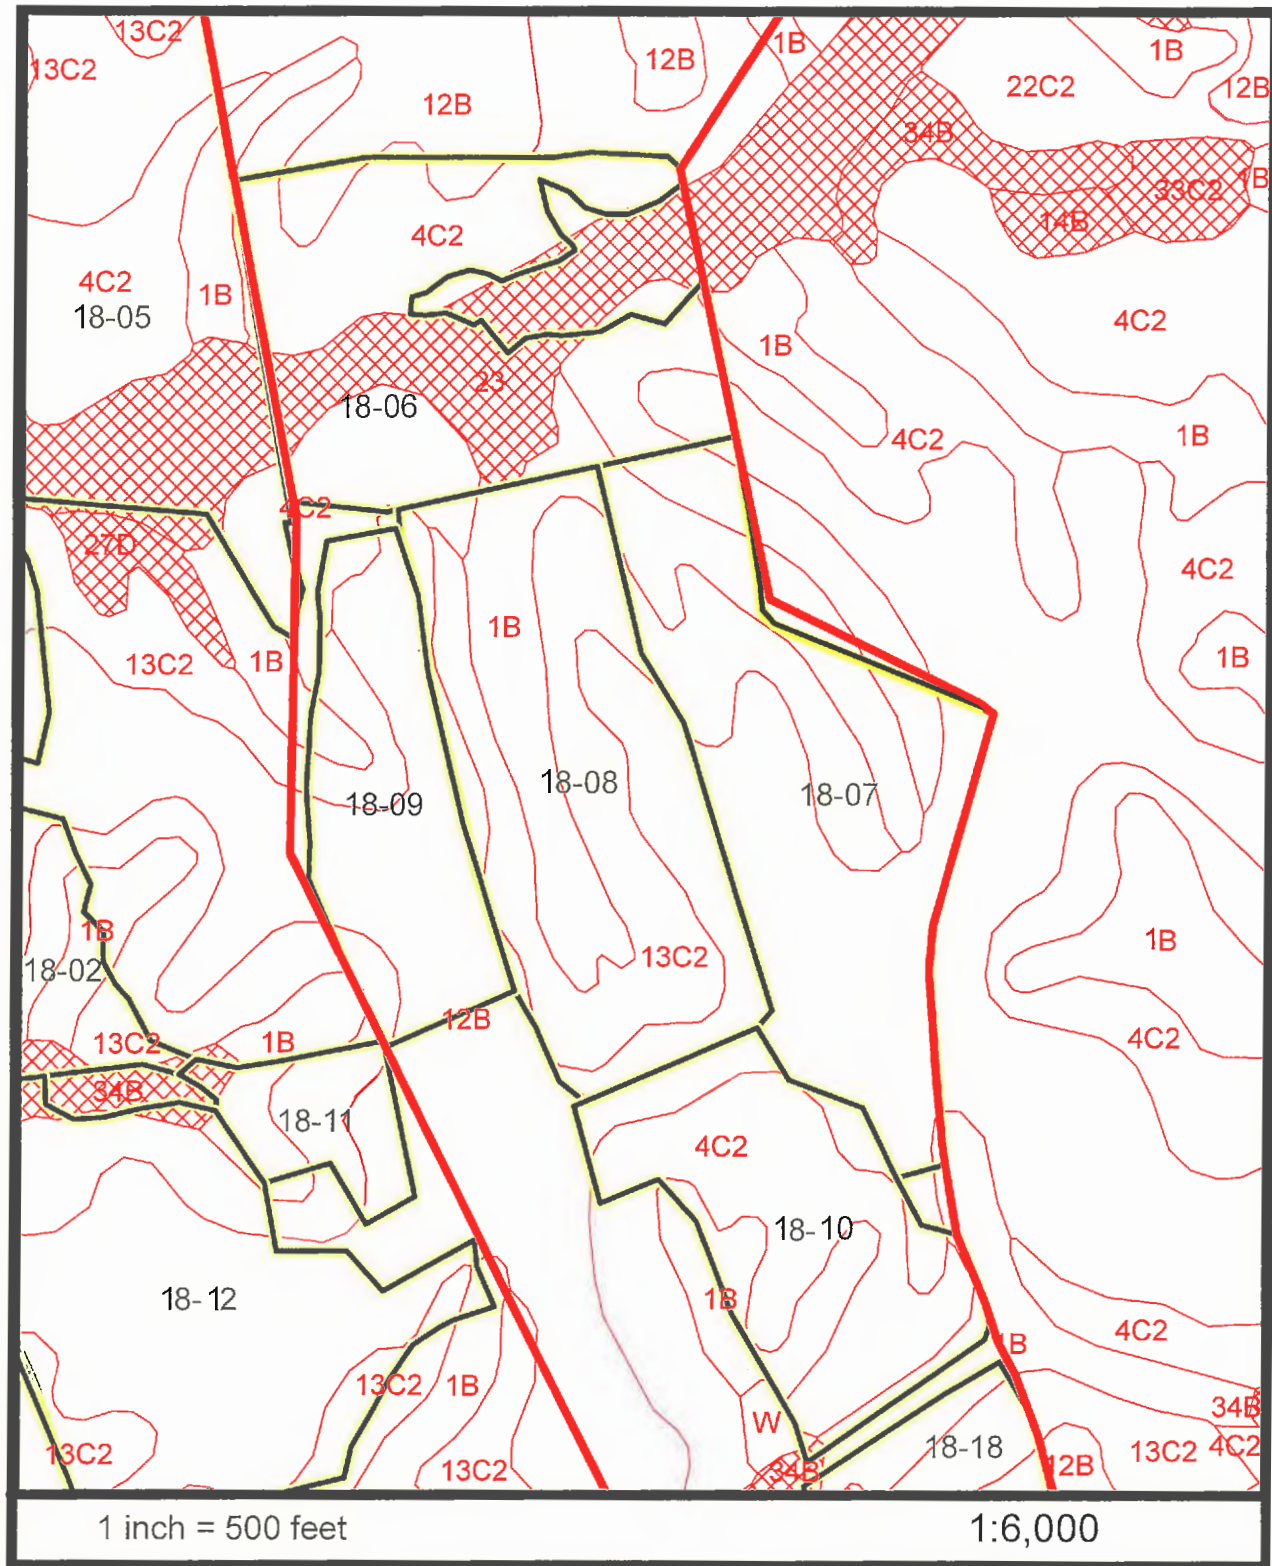 13C2
1B
1B
13C2
12B
12B
22C2
12B
34B
1B
33C2
14B
4C2
4C2
1B
18-05
4C2
1B
23
18-06
4C2
1B
4C2
27D
4C2
1B
13C2
1B
1B
18-08
18-07
18-09
1B
1B
13C2
18-02
12B
13C2
1B
4C2
34B
18-11
4C2
18-10
18-12
1B
4C2
1B
13C2
1B
34B
W
18-18
4C2
13C2
13C2
13C2
34B
12B
1 inch = 500 feet
1:6,000